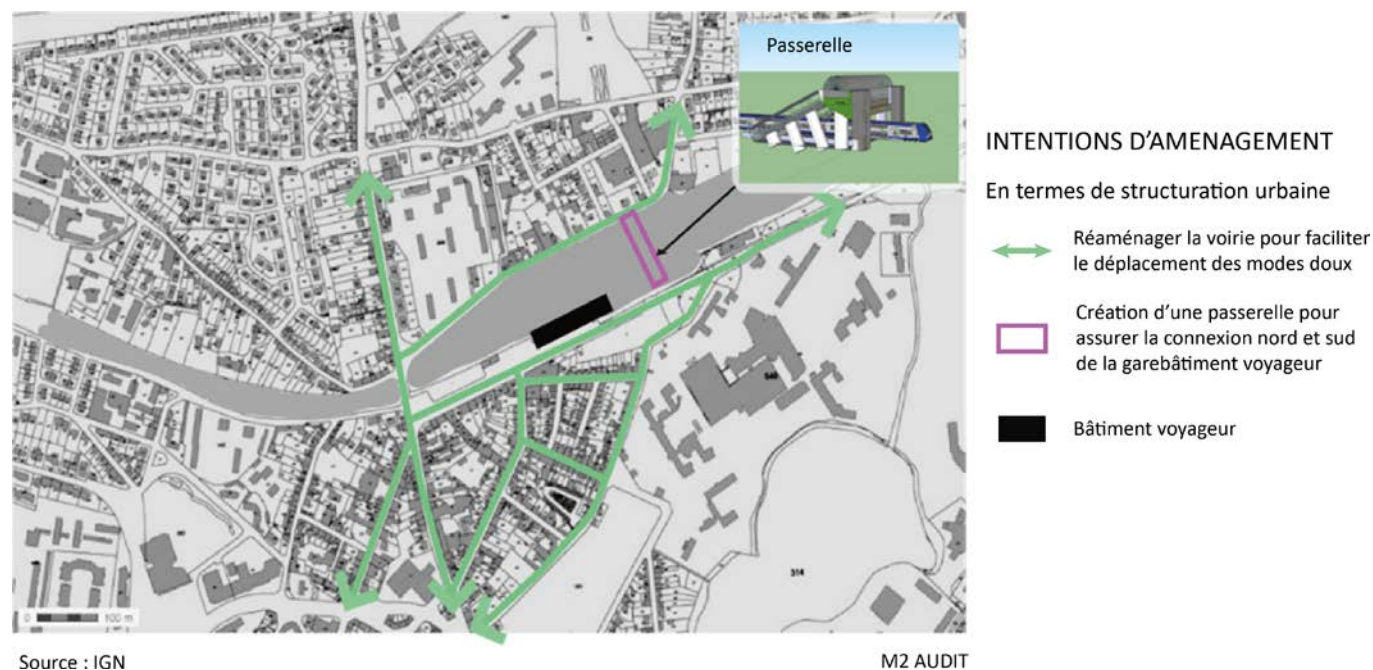 Passerelle
INTENTIONS D'AMENAGEMENT
En termes de structuration urbaine
Réaménager la voirie pour faciliter
le déplacement des modes doux
Création d'une passerelle pour
assurer la connexion nord et sud
de la garebâtiment voyageur
Bâtiment voyageur
540
314
0 100 m
Source : IGN
M2 AUDIT